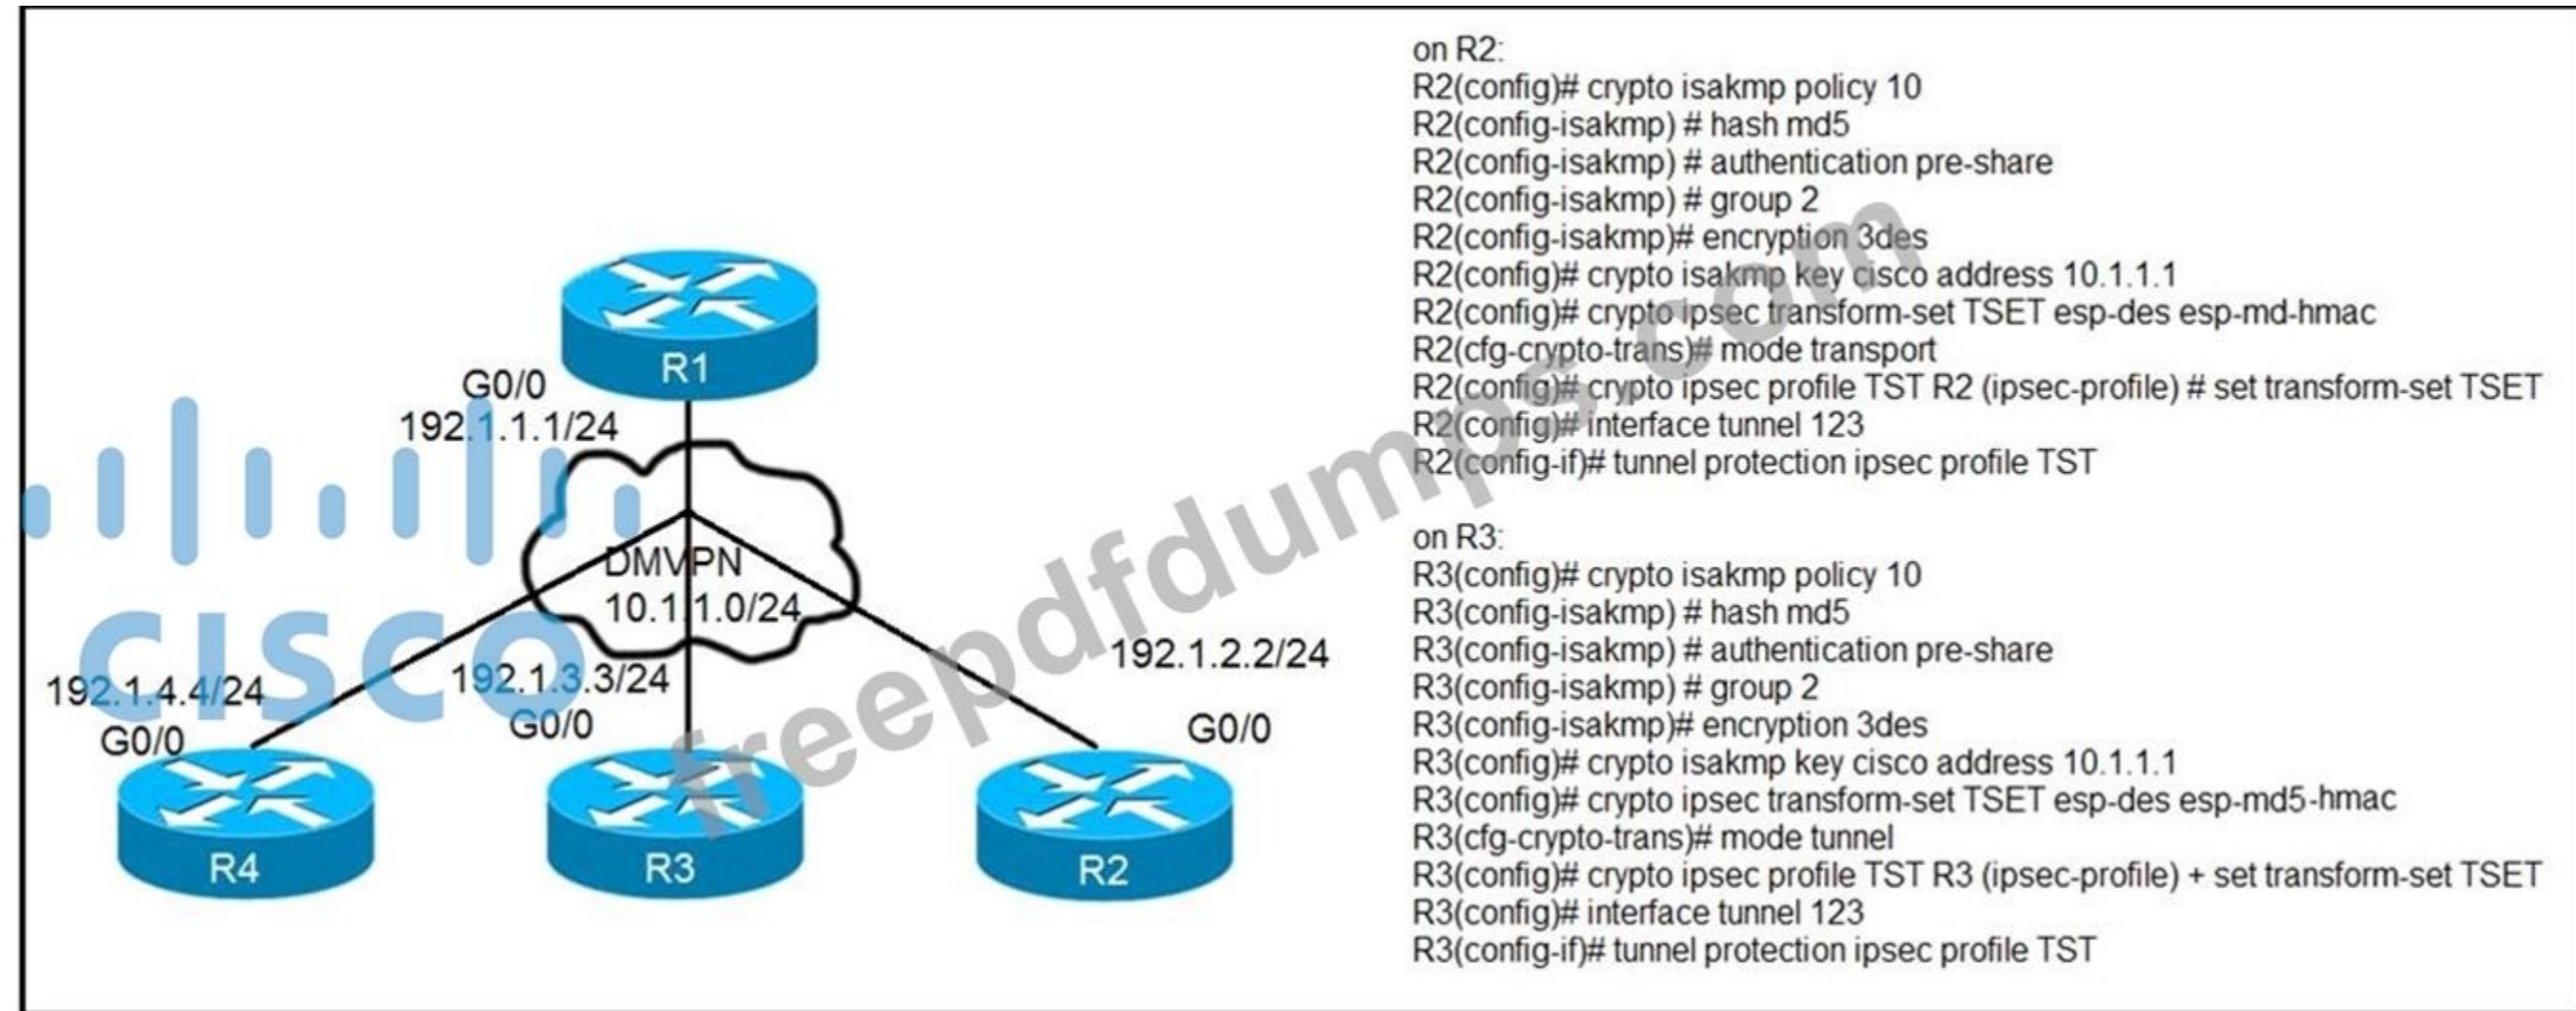 on R2:
R2(config)# crypto isakmp policy 10
R2(config-isakmp) # hash md5
R2(config-isakmp) # authentication pre-share
R2(config-isakmp) # group 2
R2(config-isakmp)# encryption 3des
R2(config)# crypto isakmp key cisco address 10.1.1.1
R2(config)# crypto ipsec transform-set TSET esp-des esp-md-hmac
R2(cfg-crypto-trans)# mode transport
R2(config)# crypto ipsec profile TST R2 (ipsec-profile) # set transform-set TSET
R2(config)# interface tunnel 123
R2(config-if)# tunnel protection ipsec profile TST
on R3:
R3(config)# crypto isakmp policy 10
R3(config-isakmp) # hash md5
R3(config-isakmp) # authentication pre-share
R3(config-isakmp) # group 2
R3(config-isakmp)# encryption 3des
R3(config)# crypto isakmp key cisco address 10.1.1.1
R3(config)# crypto ipsec transform-set TSET esp-des esp-md5-hmac
R3(cfg-crypto-trans)# mode tunnel
R3(config)# crypto ipsec profile TST R3 (ipsec-profile) + set transform-set TSET
R3(config)# interface tunnel 123
R3(config-if)# tunnel protection ipsec profile TST
R1
G0/0
192.1.1.1/24
DMVPN
10.1.1.0/24
192.1.4.4/24
G0/0
192.1.3.3/24
G0/0
192.1.2.2/24
G0/0
R4
R3
R2
CISCO
freepdfdumps.com